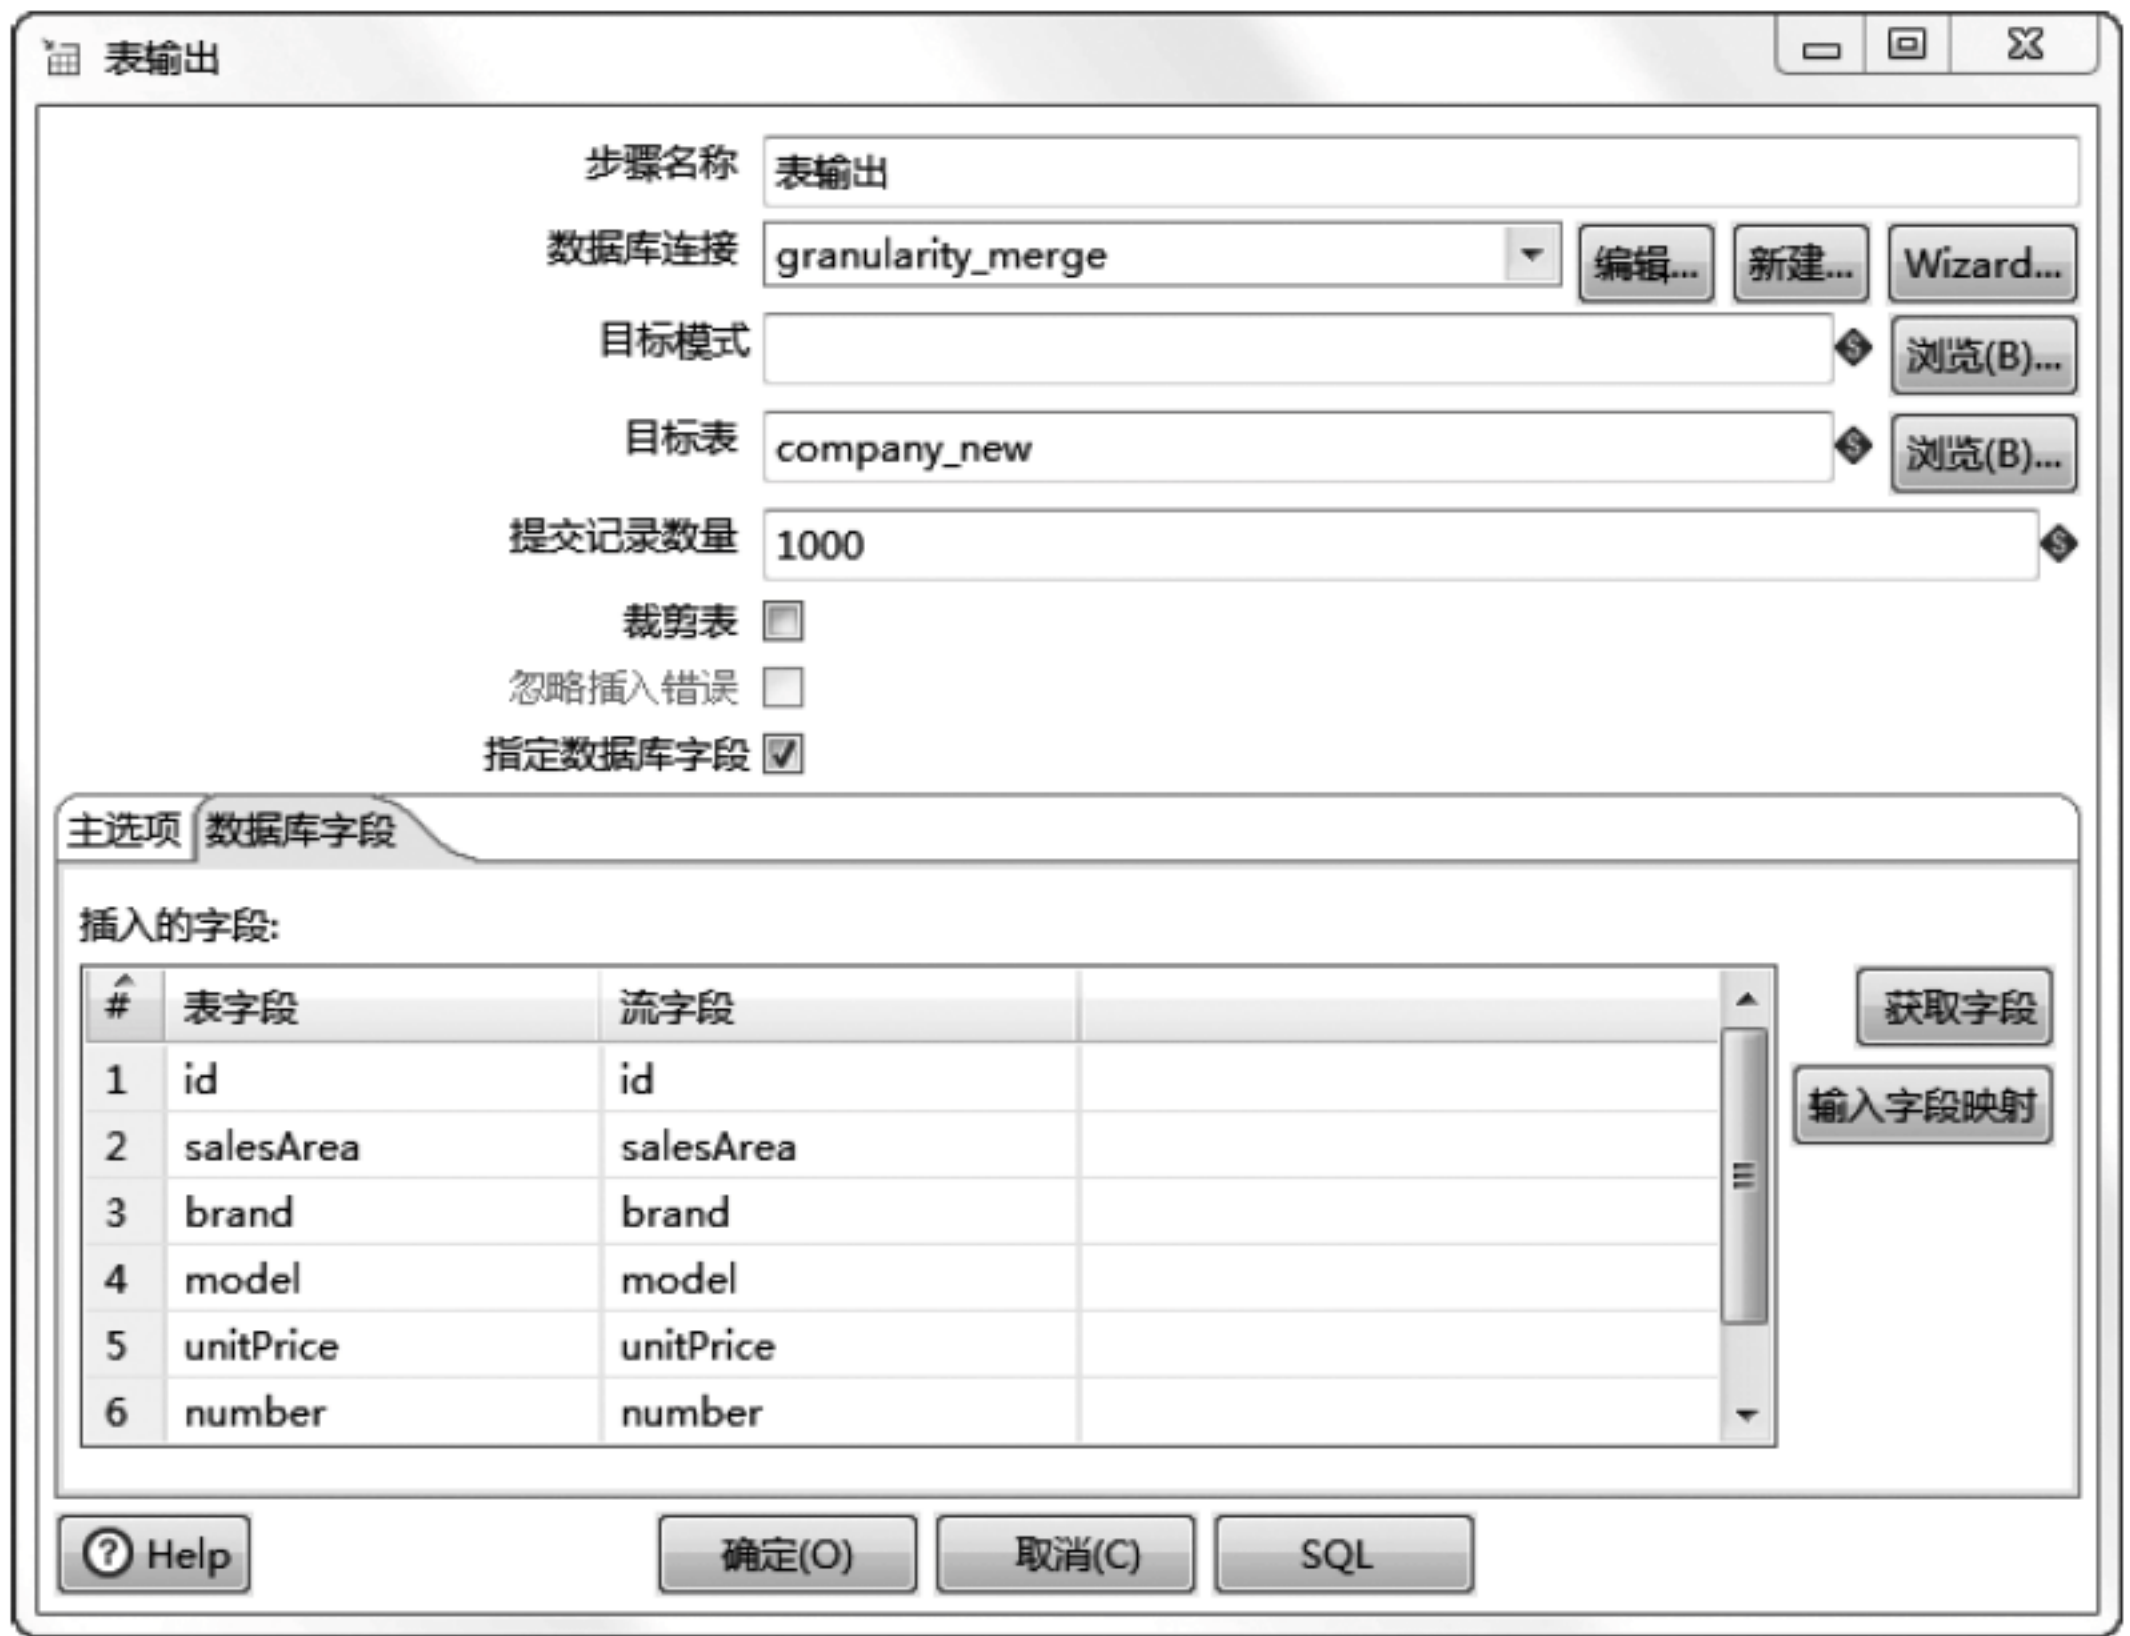 表输出
步骤名称 表输出
数据库连接 granularity_merge 编辑... 新建... Wizard...
目标模式 浏览(B)...
目标表 company_new 浏览(B)...
提交记录数量 1000
裁剪表
忽略插入错误
指定数据库字段
主选项 数据库字段
插入的字段:
# 表字段 流字段 获取字段
1 id id
输入字段映射
2 salesArea salesArea
3 brand brand
4 model model
5 unitPrice unitPrice
6 number number
Help 确定(O) 取消(C) SQL